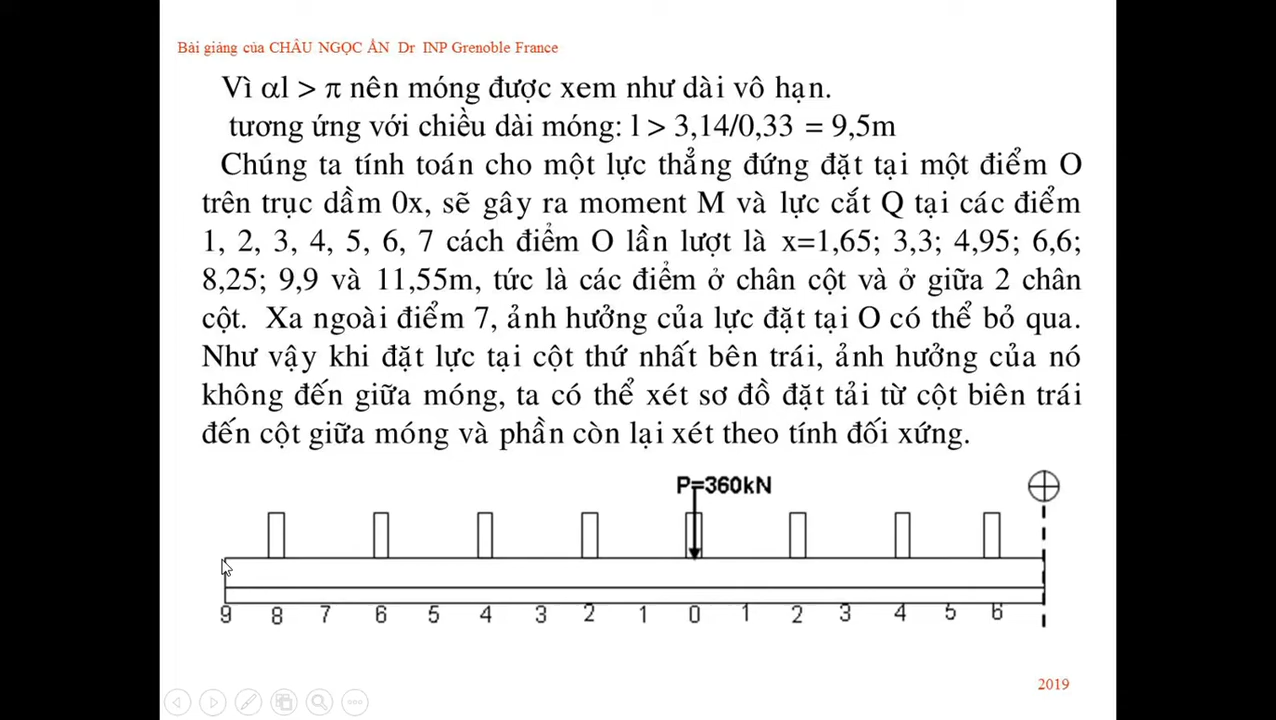 Bài giảng của CHÂU NGỌC ẨN Dr INP Grenoble France
Vì αl > π nên móng được xem như dài vô hạn.
tương ứng với chiều dài móng: l > 3,14/0,33 = 9,5m
Chúng ta tính toán cho một lực thẳng đứng đặt tại một điểm O
trên trục dầm 0x, sẽ gây ra moment M và lực cắt Q tại các điểm
1, 2, 3, 4, 5, 6, 7 cách điểm O lần lượt là x=1,65; 3,3; 4,95; 6,6;
8,25; 9,9 và 11,55m, tức là các điểm ở chân cột và ở giữa 2 chân
cột. Xa ngoài điểm 7, ảnh hưởng của lực đặt tại O có thể bỏ qua.
Như vậy khi đặt lực tại cột thứ nhất bên trái, ảnh hưởng của nó
không đến giữa móng, ta có thể xét sơ đồ đặt tải từ cột biên trái
đến cột giữa móng và phần còn lại xét theo tính đối xứng.
P=360kN
9 8 7 6 5 4 3 2 1 0 1 2 3 4 5 6
2019